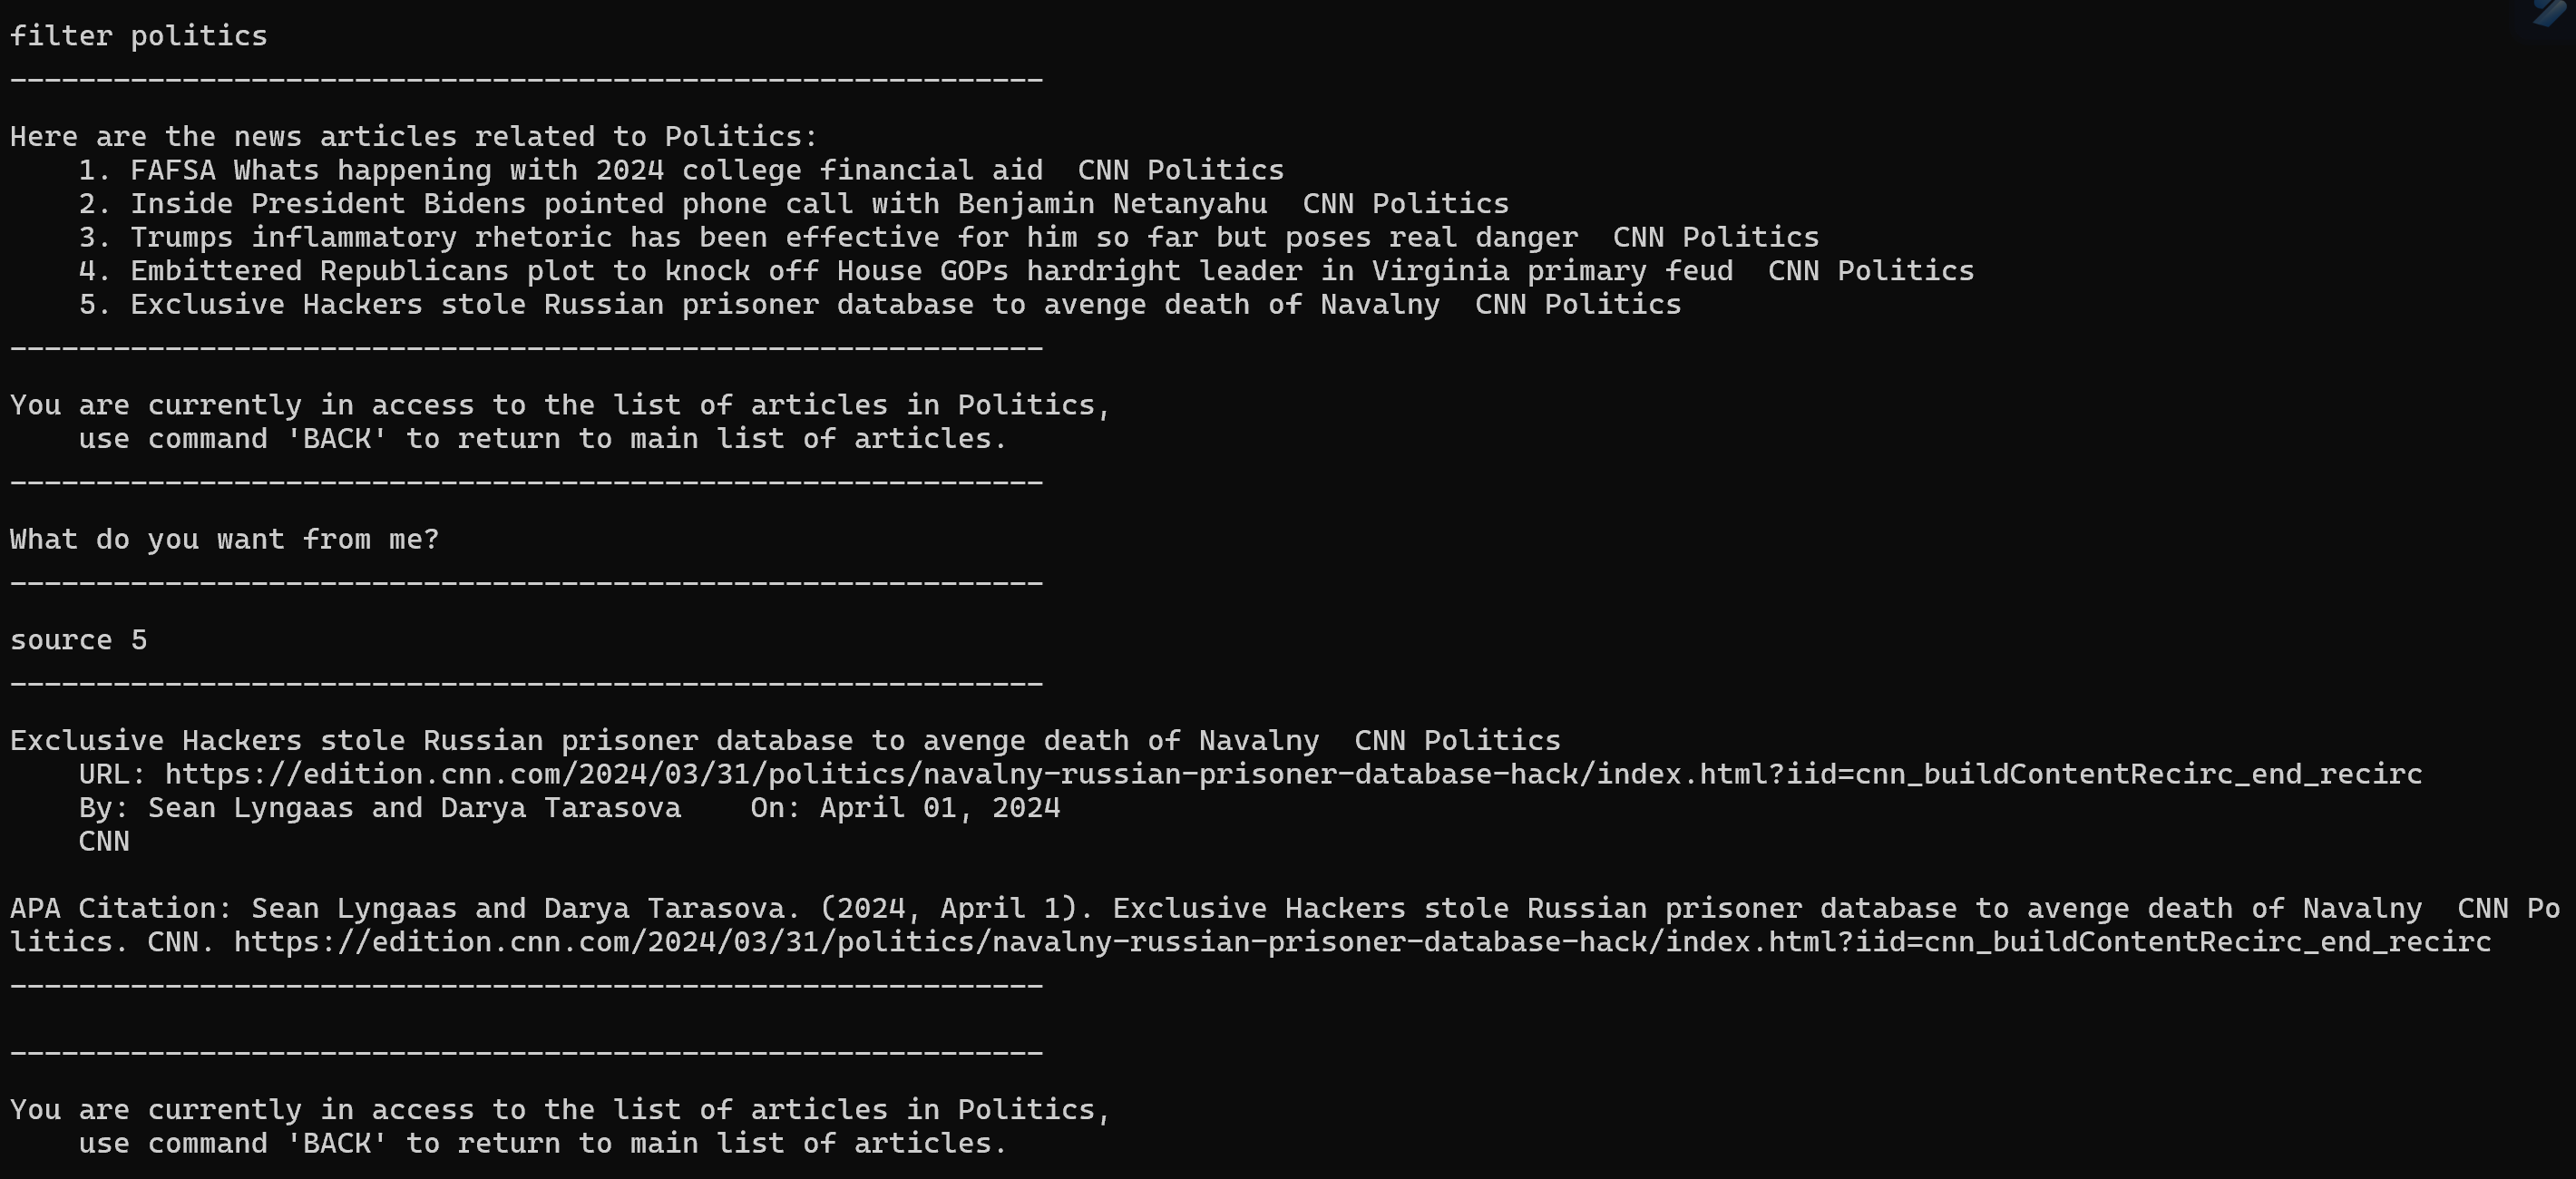 filter politics
____________________________________________________________
Here are the news articles related to Politics:
    1. FAFSA Whats happening with 2024 college financial aid  CNN Politics
    2. Inside President Bidens pointed phone call with Benjamin Netanyahu  CNN Politics
    3. Trumps inflammatory rhetoric has been effective for him so far but poses real danger  CNN Politics
    4. Embittered Republicans plot to knock off House GOPs hardright leader in Virginia primary feud  CNN Politics
    5. Exclusive Hackers stole Russian prisoner database to avenge death of Navalny  CNN Politics
____________________________________________________________
You are currently in access to the list of articles in Politics,
    use command 'BACK' to return to main list of articles.
____________________________________________________________
What do you want from me?
____________________________________________________________
source 5
____________________________________________________________
Exclusive Hackers stole Russian prisoner database to avenge death of Navalny  CNN Politics
    URL: https://edition.cnn.com/2024/03/31/politics/navalny-russian-prisoner-database-hack/index.html?iid=cnn_buildContentRecirc_end_recirc
    By: Sean Lyngaas and Darya Tarasova    On: April 01, 2024
    CNN
APA Citation: Sean Lyngaas and Darya Tarasova. (2024, April 1). Exclusive Hackers stole Russian prisoner database to avenge death of Navalny  CNN Po
litics. CNN. https://edition.cnn.com/2024/03/31/politics/navalny-russian-prisoner-database-hack/index.html?iid=cnn_buildContentRecirc_end_recirc
____________________________________________________________
____________________________________________________________
You are currently in access to the list of articles in Politics,
    use command 'BACK' to return to main list of articles.